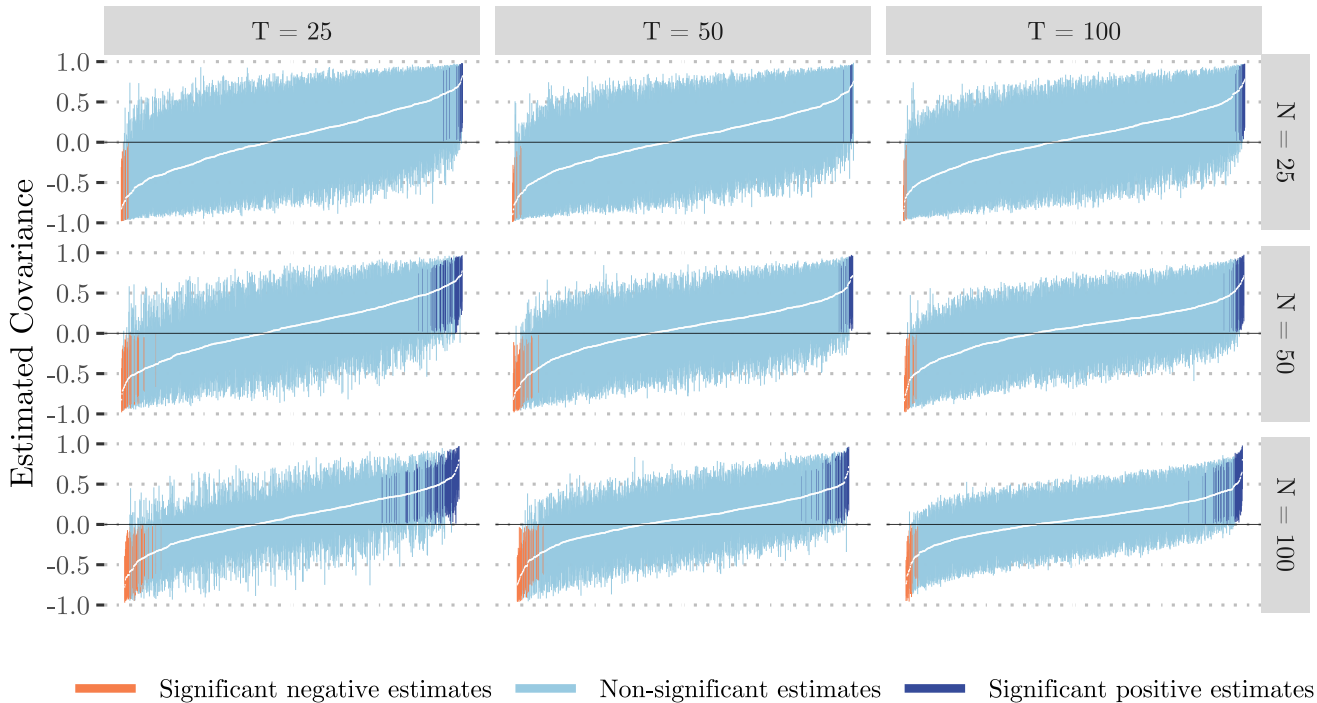 T = 25
T = 50
T = 100
1.0
0.5
0.0
-0.5
-1.0
N = 25
1.0
0.5
0.0
-0.5
-1.0
N = 50
1.0
0.5
0.0
-0.5
-1.0
N = 100
Estimated Covariance
Significant negative estimates
Non-significant estimates
Significant positive estimates